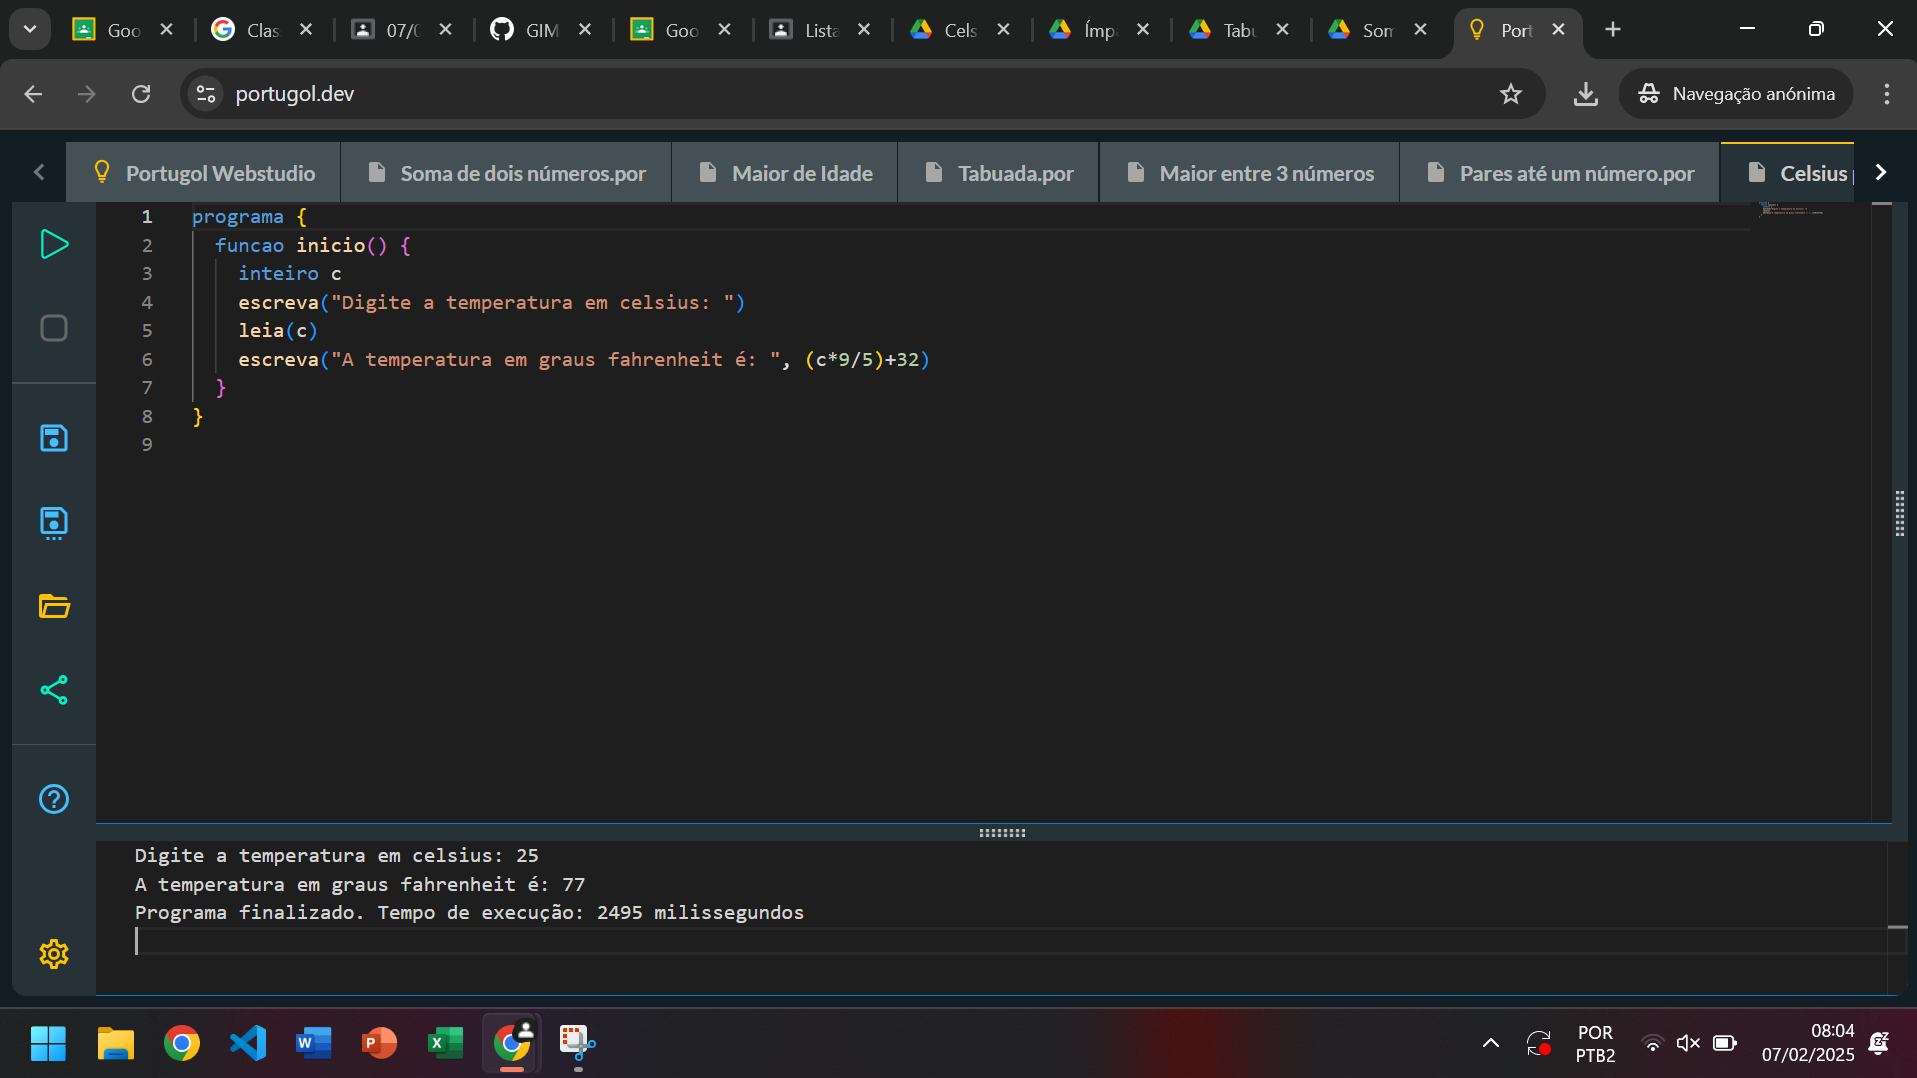 Goo
Clas
07/0
GIM
Goo
Lista
Cels
Ímp
Tabu
Som
Port
portugol.dev
Navegação anónima
Portugol Webstudio
Soma de dois números.por
Maior de Idade
Tabuada.por
Maior entre 3 números
Pares até um número.por
Celsius
1 programa {
2 funcao inicio() {
3 inteiro c
4 escreva("Digite a temperatura em celsius: ")
5 leia(c)
6 escreva("A temperatura em graus fahrenheit é: ", (c*9/5)+32)
7 }
8 }
9
Digite a temperatura em celsius: 25
A temperatura em graus fahrenheit é: 77
Programa finalizado. Tempo de execução: 2495 milissegundos
POR
PTB2
08:04
07/02/2025